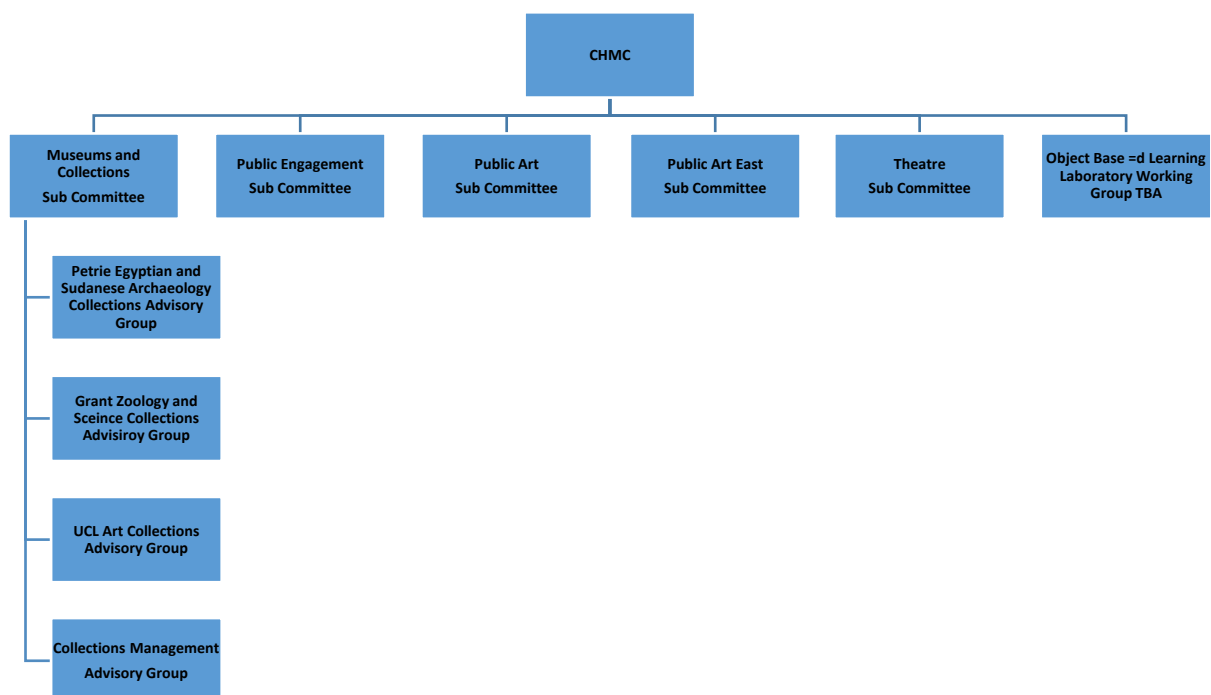 CHMC
Museums and
Collections
Sub Committee
Public Engagement
Sub Committee
Public Art
Sub Committee
Public Art East
Sub Committee
Theatre
Sub Committee
Object Base =d Learning
Laboratory Working
Group TBA
Petrie Egyptian and
Sudanese Archaeology
Collections Advisory
Group
Grant Zoology and
Sceince Collections
Advisiroy Group
UCL Art Collections
Advisory Group
Collections Management
Advisory Group